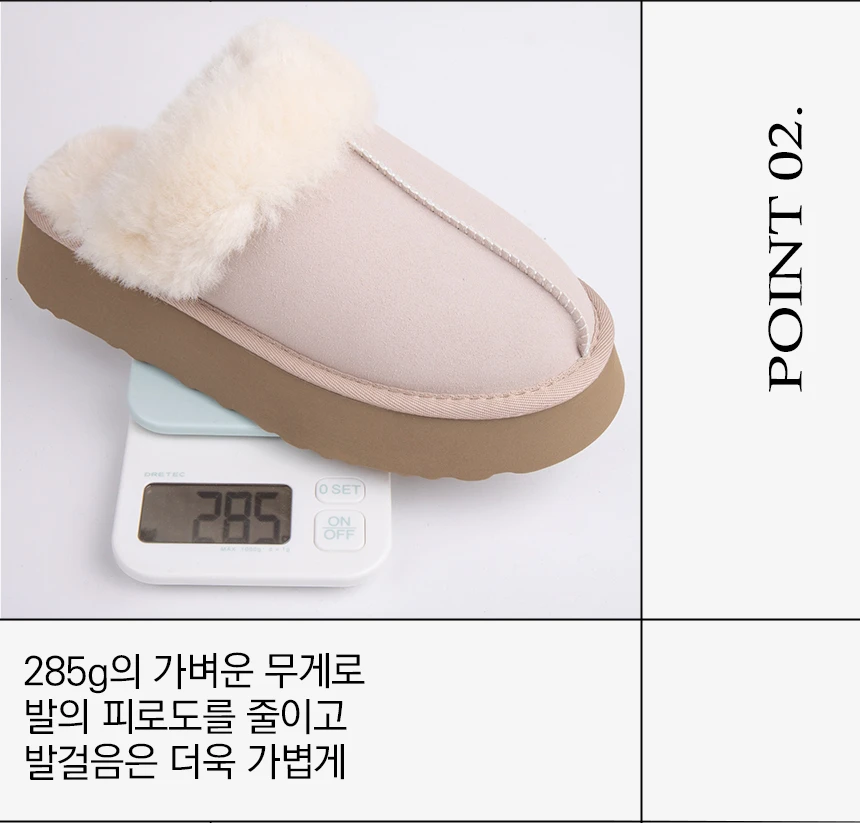 POINT 02.
DRETEC
285g
0 SET
ON
OFF
285g의 가벼운 무게로
발의 피로도를 줄이고
발걸음은 더욱 가볍게